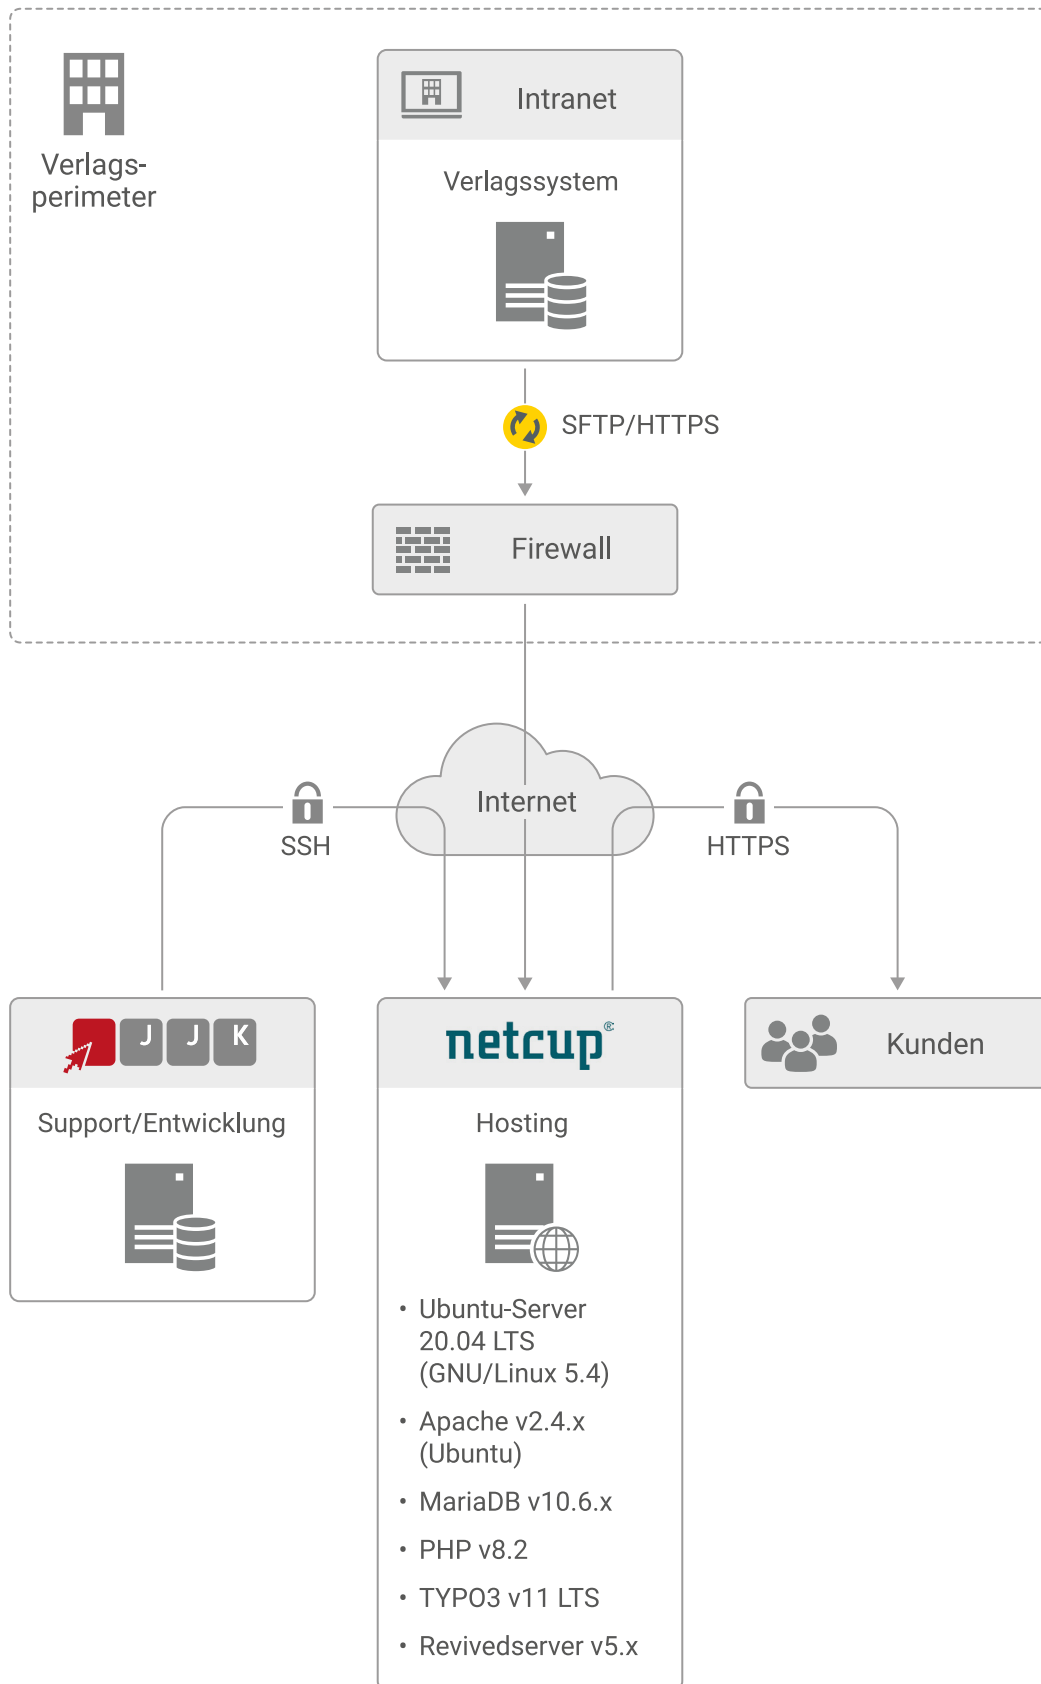 Verlags-
perimeter
Intranet
Verlagssystem
SFTP/HTTPS
Firewall
Internet
SSH
HTTPS
J J K
Support/Entwicklung
netcup®
Hosting
• Ubuntu-Server
20.04 LTS
(GNU/Linux 5.4)
• Apache v2.4.x
(Ubuntu)
• MariaDB v10.6.x
• PHP v8.2
• TYPO3 v11 LTS
• Revivedserver v5.x
Kunden